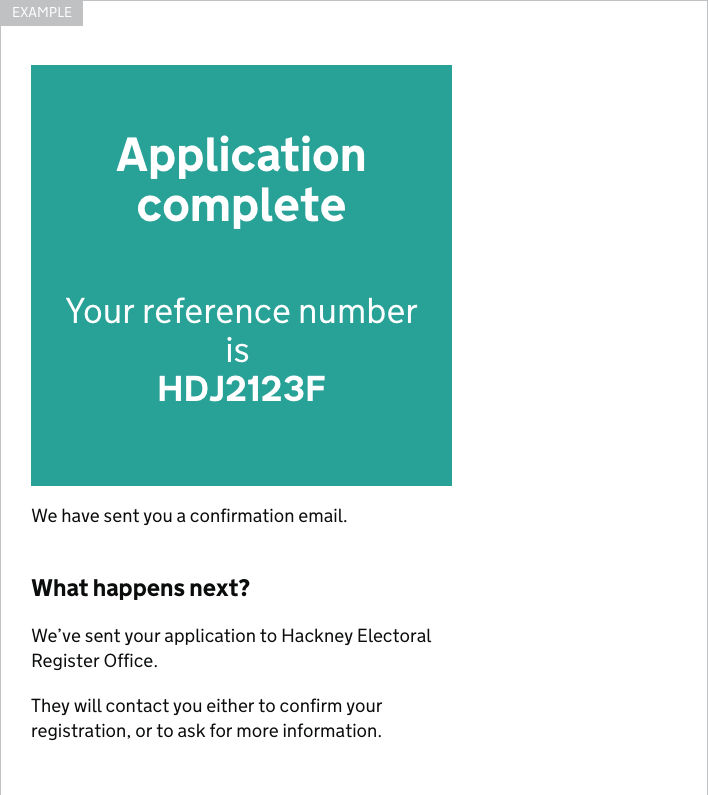 EXAMPLE
Application
complete
Your reference number
is
HDJ2123F
We have sent you a confirmation email.
What happens next?
We’ve sent your application to Hackney Electoral
Register Office.
They will contact you either to confirm your
registration, or to ask for more information.